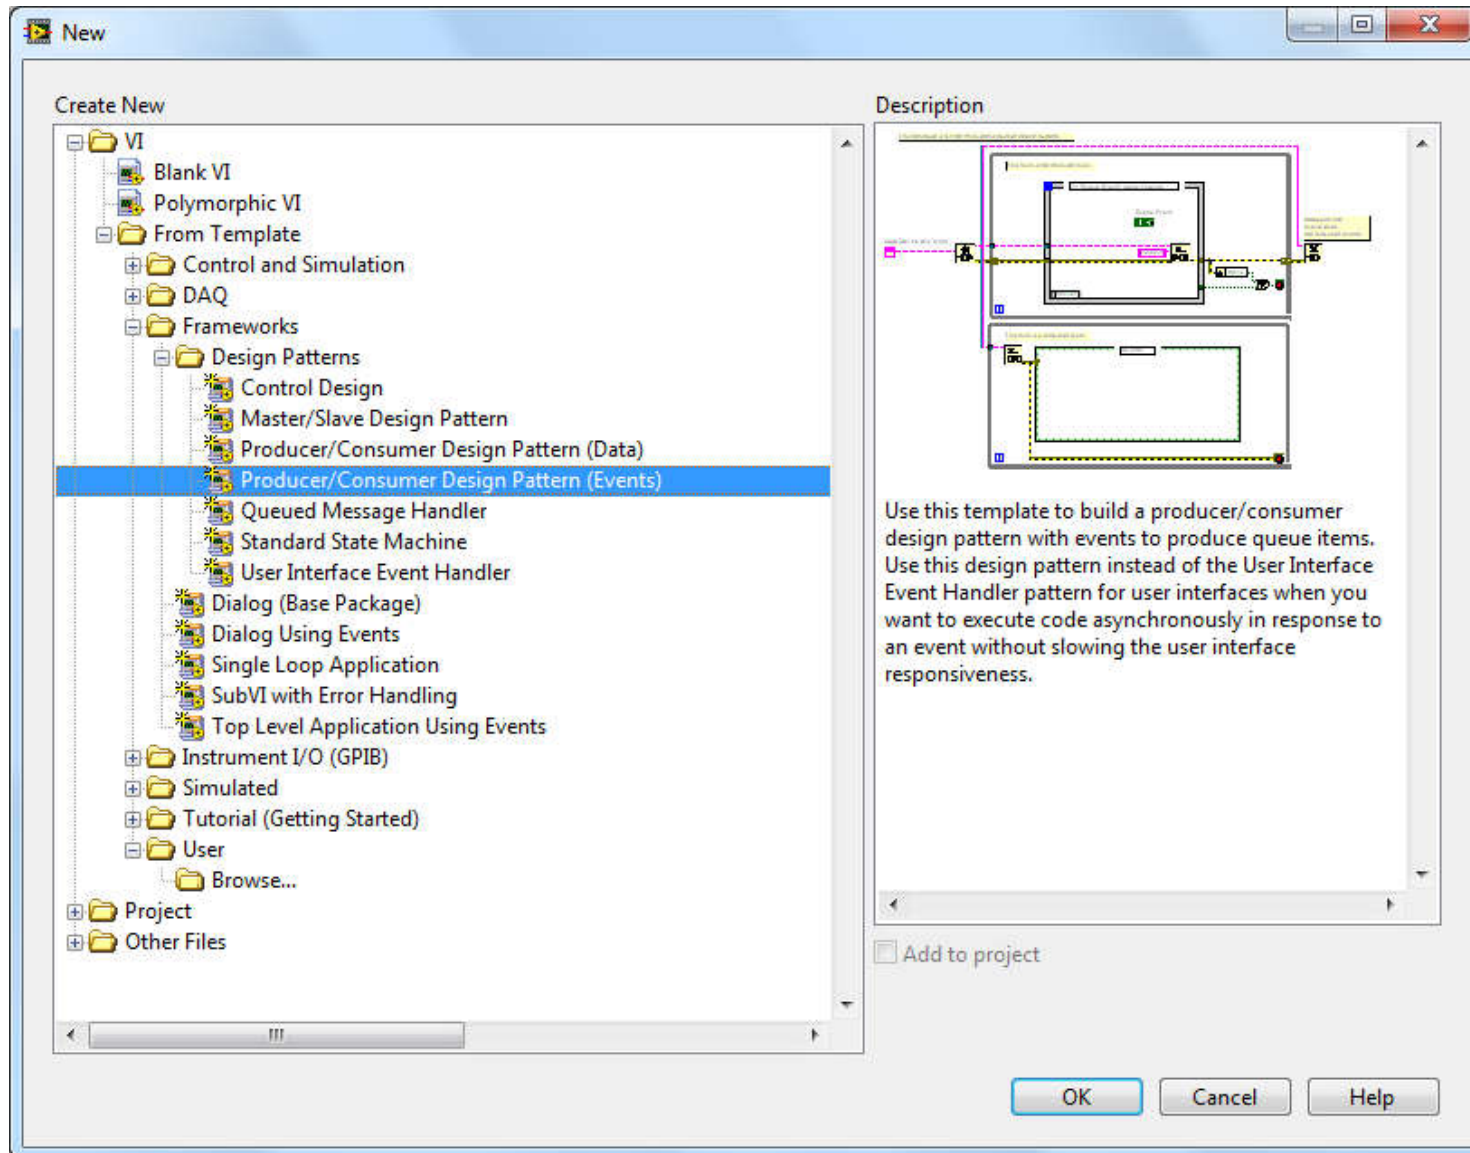 New
Create New
VI
Blank VI
Polymorphic VI
From Template
Control and Simulation
DAQ
Frameworks
Design Patterns
Control Design
Master/Slave Design Pattern
Producer/Consumer Design Pattern (Data)
Producer/Consumer Design Pattern (Events)
Queued Message Handler
Standard State Machine
User Interface Event Handler
Dialog (Base Package)
Dialog Using Events
Single Loop Application
SubVI with Error Handling
Top Level Application Using Events
Instrument I/O (GPIB)
Simulated
Tutorial (Getting Started)
User
Browse...
Project
Other Files
Description
Use this template to build a producer/consumer
design pattern with events to produce queue items.
Use this design pattern instead of the User Interface
Event Handler pattern for user interfaces when you
want to execute code asynchronously in response to
an event without slowing the user interface
responsiveness.
Add to project
OK
Cancel
Help